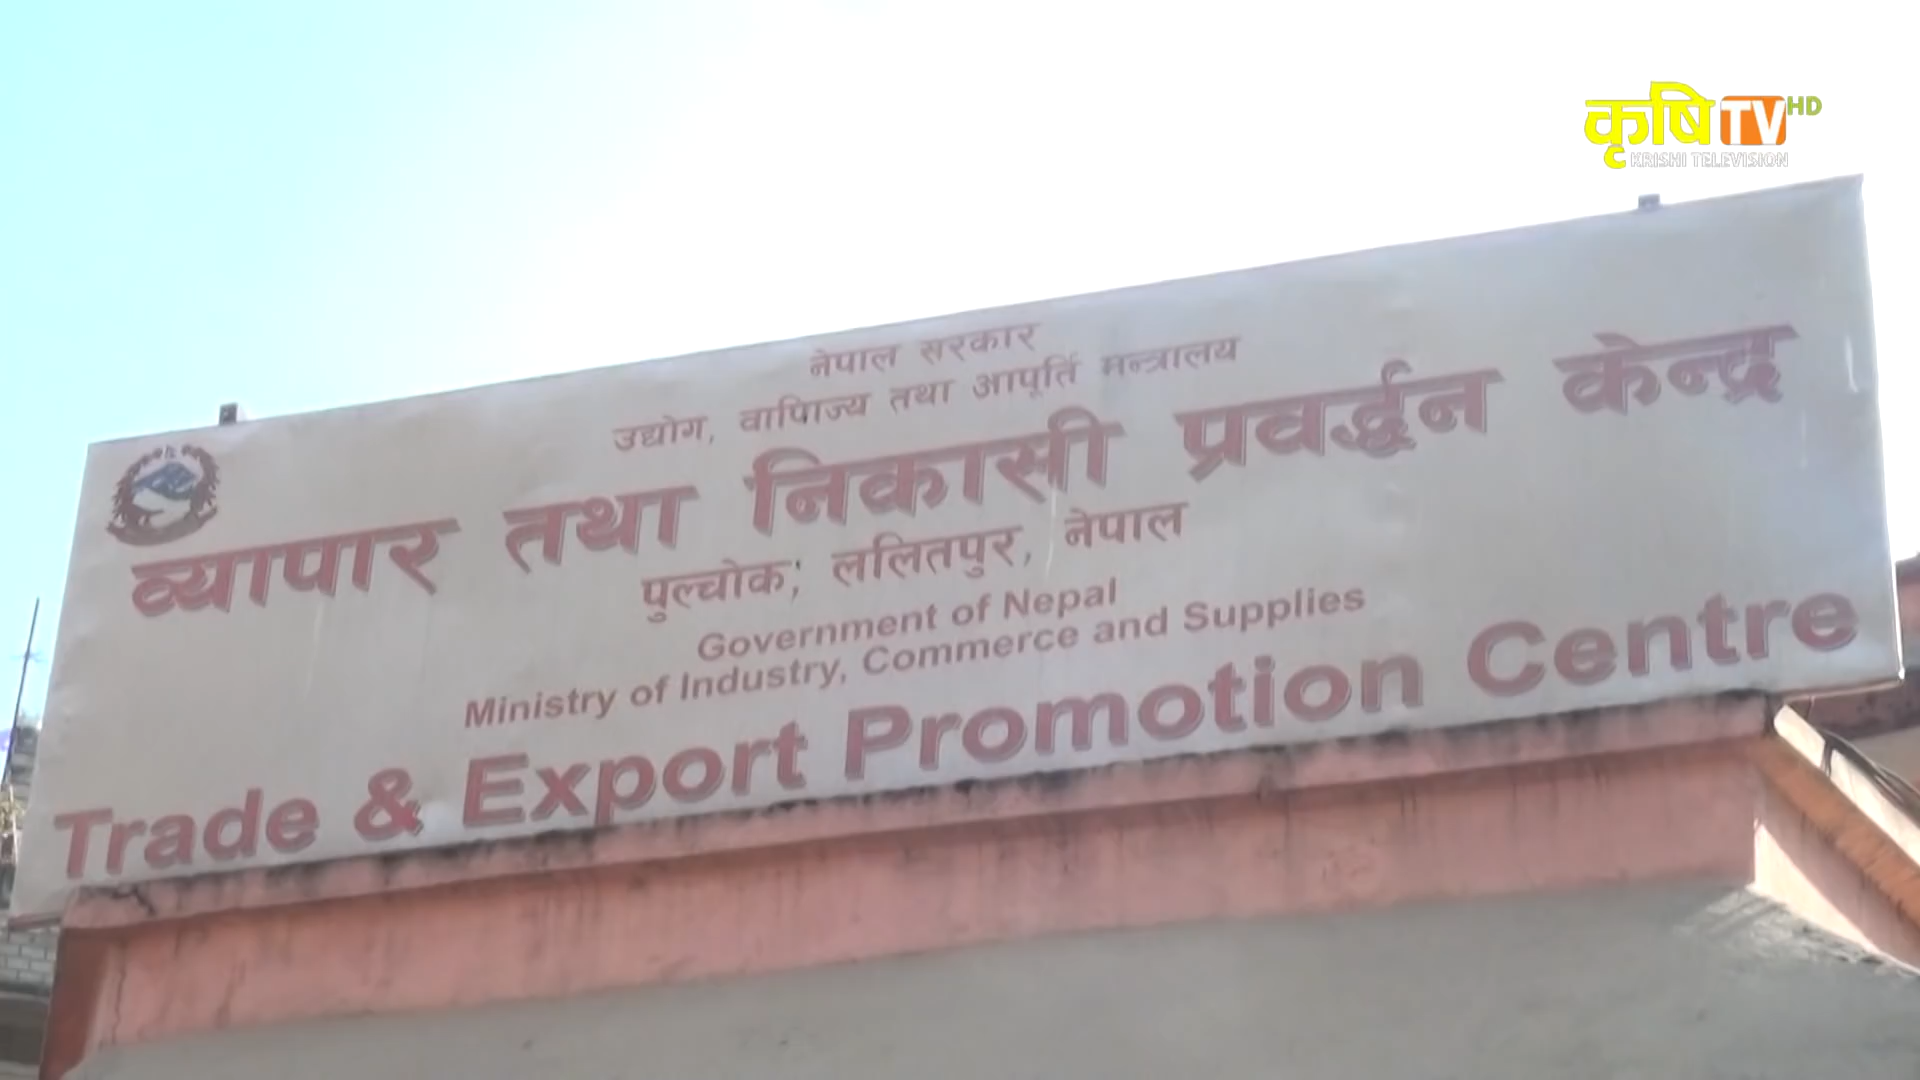 कृषि TV HD
KRISHI TELEVISION
नेपाल सरकार
उद्योग, वाणिज्य तथा आपूर्ति मन्त्रालय
व्यापार तथा निकासी प्रवर्द्धन केन्द्र
पुल्चोक, ललितपुर, नेपाल
Government of Nepal
Ministry of Industry, Commerce and Supplies
Trade & Export Promotion Centre